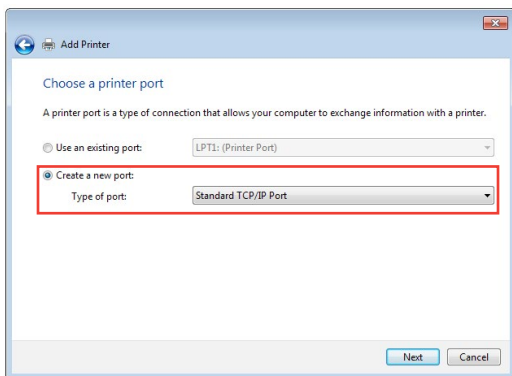 Add Printer
Choose a printer port
A printer port is a type of connection that allows your computer to exchange information with a printer.
Use an existing port: LPT1: (Printer Port)
Create a new port:
Type of port: Standard TCP/IP Port
Next Cancel